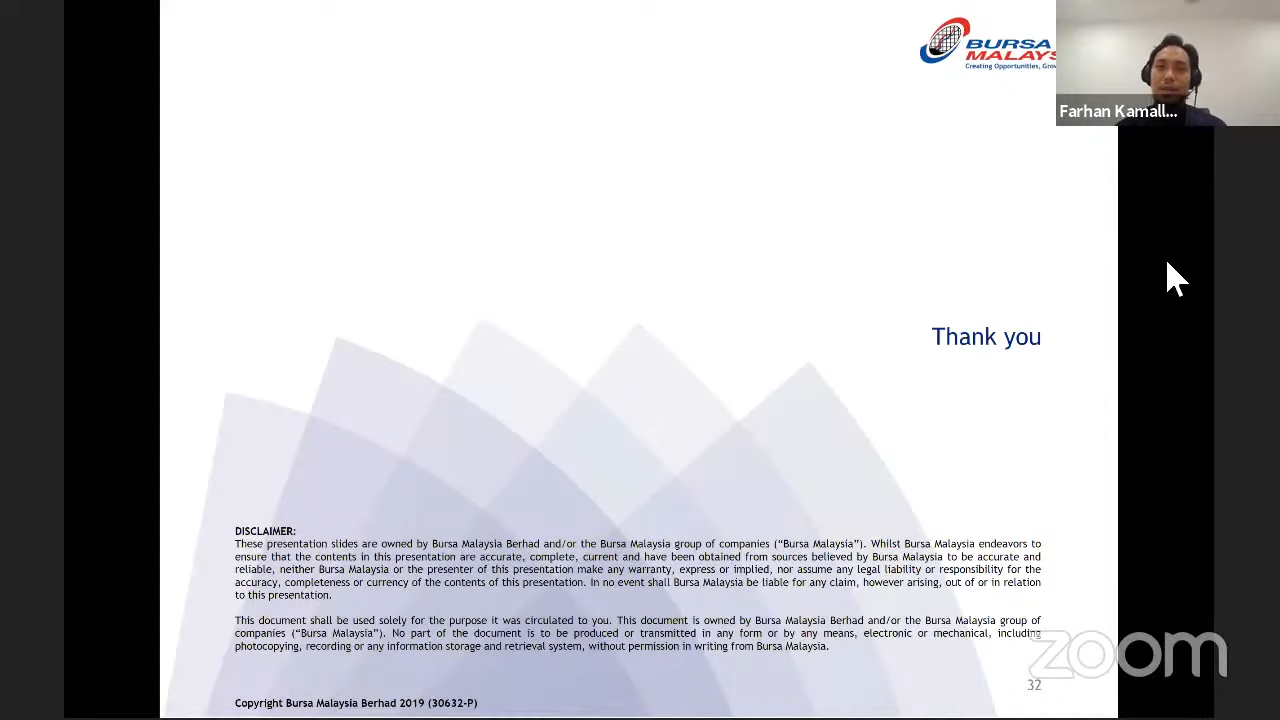 BURSA
MALAYS
Creating Opportunities, Grow
Farhan Kamall...
Thank you
DISCLAIMER:
These presentation slides are owned by Bursa Malaysia Berhad and/or the Bursa Malaysia group of companies (“Bursa Malaysia”). Whilst Bursa Malaysia endeavors to
ensure that the contents in this presentation are accurate, complete, current and have been obtained from sources believed by Bursa Malaysia to be accurate and
reliable, neither Bursa Malaysia or the presenter of this presentation make any warranty, express or implied, nor assume any legal liability or responsibility for the
accuracy, completeness or currency of the contents of this presentation. In no event shall Bursa Malaysia be liable for any claim, however arising, out of or in relation
to this presentation.
This document shall be used solely for the purpose it was circulated to you. This document is owned by Bursa Malaysia Berhad and/or the Bursa Malaysia group of
companies (“Bursa Malaysia”). No part of the document is to be produced or transmitted in any form or by any means, electronic or mechanical, including
photocopying, recording or any information storage and retrieval system, without permission in writing from Bursa Malaysia.
zoom
32
Copyright Bursa Malaysia Berhad 2019 (30632-P)